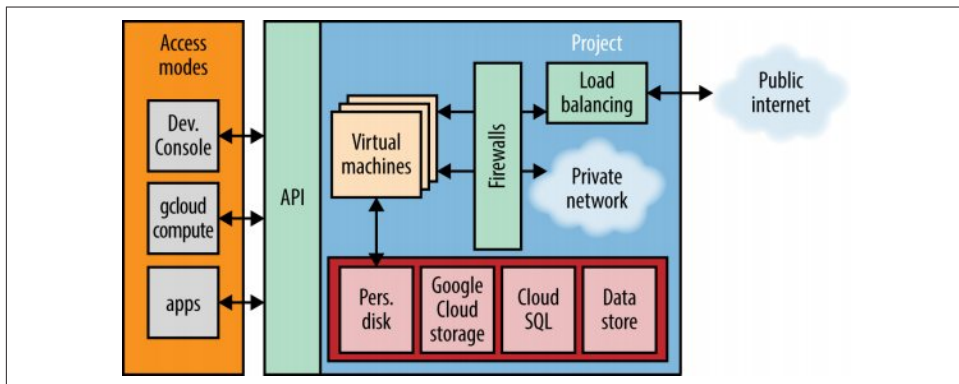 Access
modes
Dev.
Console
gcloud
compute
apps
API
Project
Virtual
machines
Firewalls
Load
balancing
Private
network
Public
internet
Pers.
disk
Google
Cloud
storage
Cloud
SQL
Data
store